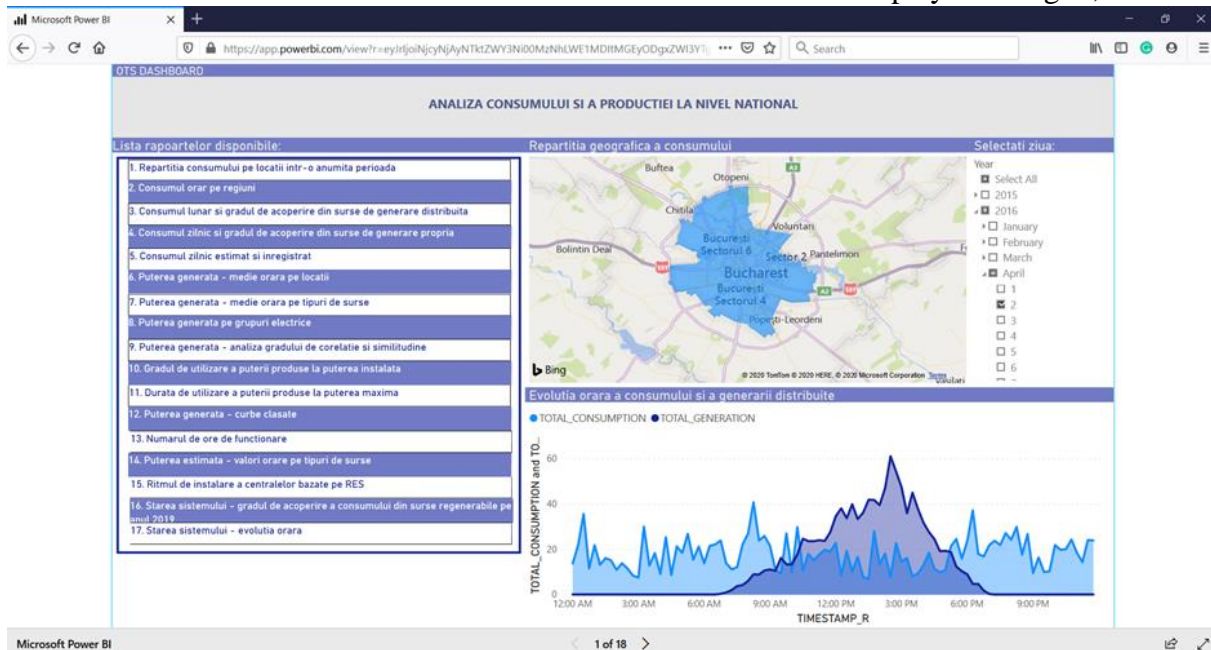 Microsoft Power BI
https://app.powerbi.com/view?r=
Search
OTS DASHBOARD
ANALIZA CONSUMULUI SI A PRODUCTIEI LA NIVEL NATIONAL
Lista rapoartelor disponibile:
1. Repartitia consumului pe locatii intr-o anumita perioada
2. Consumul orar pe regiuni
3. Consumul lunar si gradul de acoperire din surse de generare distribuita
4. Consumul zilnic si gradul de acoperire din surse de generare propria
5. Consumul zilnic estimat si inregistrat
6. Puterea generata - medie orara pe locatii
7. Puterea generata - medie orara pe tipuri de surse
8. Puterea generata pe grupuri electrice
9. Puterea generata - analiza gradului de corelatie si similitudine
10. Gradul de utilizare a puterii produse la puterea instalata
11. Durata de utilizare a puterii produse la puterea maxima
12. Puterea generata - curbe clasate
13. Numarul de ore de functionare
14. Puterea estimata - valori orare pe tipuri de surse
15. Ritmul de instalare a centralelor bazate pe RES
16. Starea sistemului - gradul de acoperire a consumului din surse regenerabile pe
anul 2019
17. Starea sistemului - evolutia orara
Repartitia geografica a consumului
Buftea
Otopeni
A3
Chitila
Voluntari
Bolintin Deal
București
Sectorul 6
Sector 2
Pantelimon
Bucharest
București
Sectorul 4
A2
Popești-Leordeni
Bing
© 2020 TomTom © 2020 HERE, © 2020 Microsoft Corporation Terms
Selectati ziua:
Year
Select All
2015
2016
January
February
March
April
1
2
3
4
5
6
Evolutia orara a consumului si a generarii distribuite
TOTAL_CONSUMPTION TOTAL_GENERATION
TOTAL_CONSUMPTION and TO...
60
40
20
0
12:00 AM 3:00 AM 6:00 AM 9:00 AM 12:00 PM 3:00 PM 6:00 PM 9:00 PM
TIMESTAMP_R
Microsoft Power BI
1 of 18